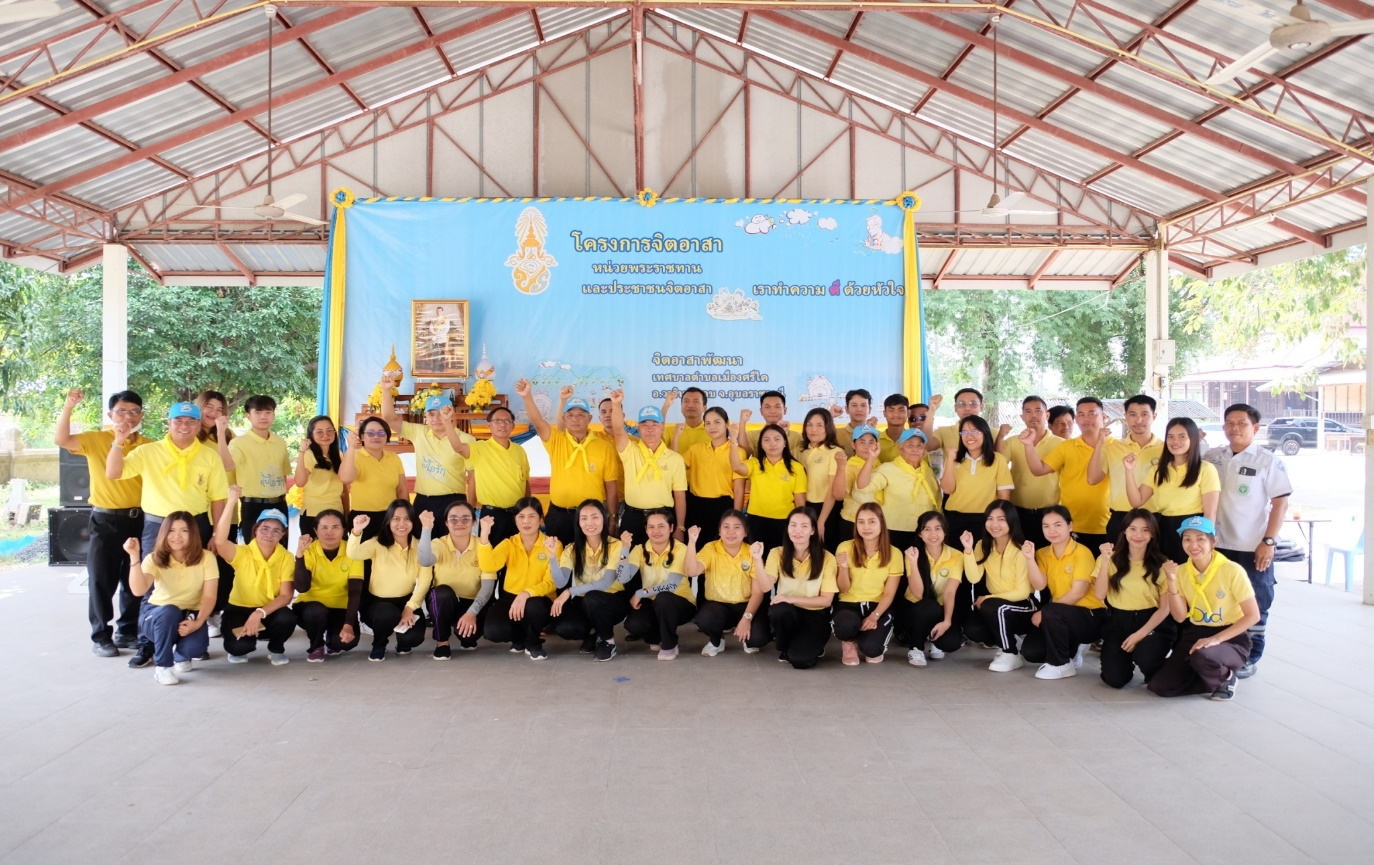 โครงการจิตอาสา
หน่วยพระราชทาน
และประชาชนจิตอาสา เราทำความ ดี ด้วยหัวใจ
จิตอาสาพัฒนา
เทศบาลตำบลเมืองศรีไค